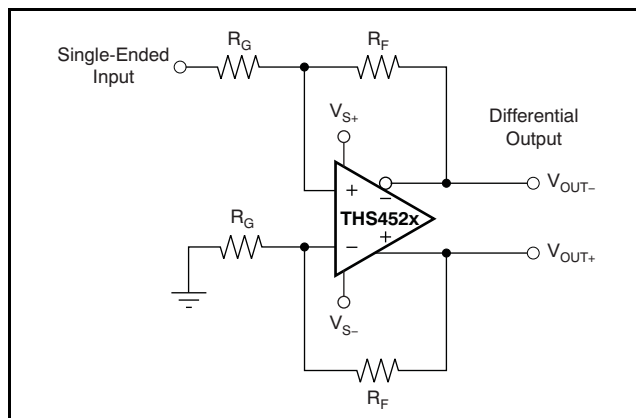 R_G
R_F
Single-Ended
Input
V_S+
Differential
Output
V_OUT−
+
−
THS452x
R_G
−
+
V_OUT+
V_S−
R_F